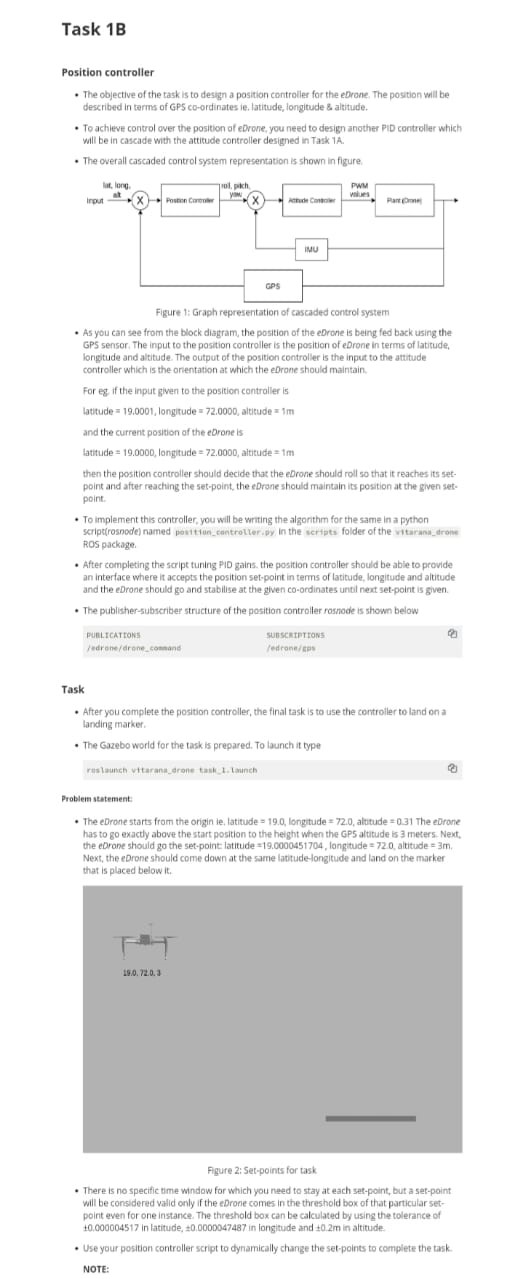 Task 1B
Position controller
• The objective of the task is to design a position controller for the eDrone. The position will be
described in terms of GPS co-ordinates ie. latitude, longitude & altitude.
• To achieve control over the position of eDrone, you need to design another PID controller which
will be in cascade with the attitude controller designed in Task 1A.
• The overall cascaded control system representation is shown in figure.
lat, long,
alt
input
X
Position Controller
roll, pitch,
yaw
X
Attitude Controller
PWM
values
Plant (Drone)
IMU
GPS
Figure 1: Graph representation of cascaded control system
• As you can see from the block diagram, the position of the eDrone is being fed back using the
GPS sensor. The input to the position controller is the position of eDrone in terms of latitude,
longitude and altitude. The output of the position controller is the input to the attitude
controller which is the orientation at which the eDrone should maintain.
For eg. if the input given to the position controller is
latitude = 19.0001, longitude = 72.0000, altitude = 1m
and the current position of the eDrone is
latitude = 19.0000, longitude = 72.0000, altitude = 1m
then the position controller should decide that the eDrone should roll so that it reaches its set-
point and after reaching the set-point, the eDrone should maintain its position at the given set-
point.
• To implement this controller, you will be writing the algorithm for the same in a python
script(rosnode) named position_controller.py in the scripts folder of the vitarana_drone
ROS package.
• After completing the script tuning PID gains. the position controller should be able to provide
an interface where it accepts the position set-point in terms of latitude, longitude and altitude
and the eDrone should go and stabilise at the given co-ordinates until next set-point is given.
• The publisher-subscriber structure of the position controller rosnode is shown below
PUBLICATIONS SUBSCRIPTIONS
/edrone/drone_command /edrone/gps
Task
• After you complete the position controller, the final task is to use the controller to land on a
landing marker.
• The Gazebo world for the task is prepared. To launch it type
roslaunch vitarana_drone task_1.launch
Problem statement:
• The eDrone starts from the origin ie. latitude = 19.0, longitude = 72.0, altitude = 0.31 The eDrone
has to go exactly above the start position to the height when the GPS altitude is 3 meters. Next,
the eDrone should go the set-point: latitude =19.0000451704 , longitude = 72.0, altitude = 3m.
Next, the eDrone should come down at the same latitude-longitude and land on the marker
that is placed below it.
19.0, 72.0, 3
Figure 2: Set-points for task
• There is no specific time window for which you need to stay at each set-point, but a set-point
will be considered valid only if the eDrone comes in the threshold box of that particular set-
point even for one instance. The threshold box can be calculated by using the tolerance of
±0.000004517 in latitude, ±0.0000047487 in longitude and ±0.2m in altitude.
• Use your position controller script to dynamically change the set-points to complete the task.
NOTE: